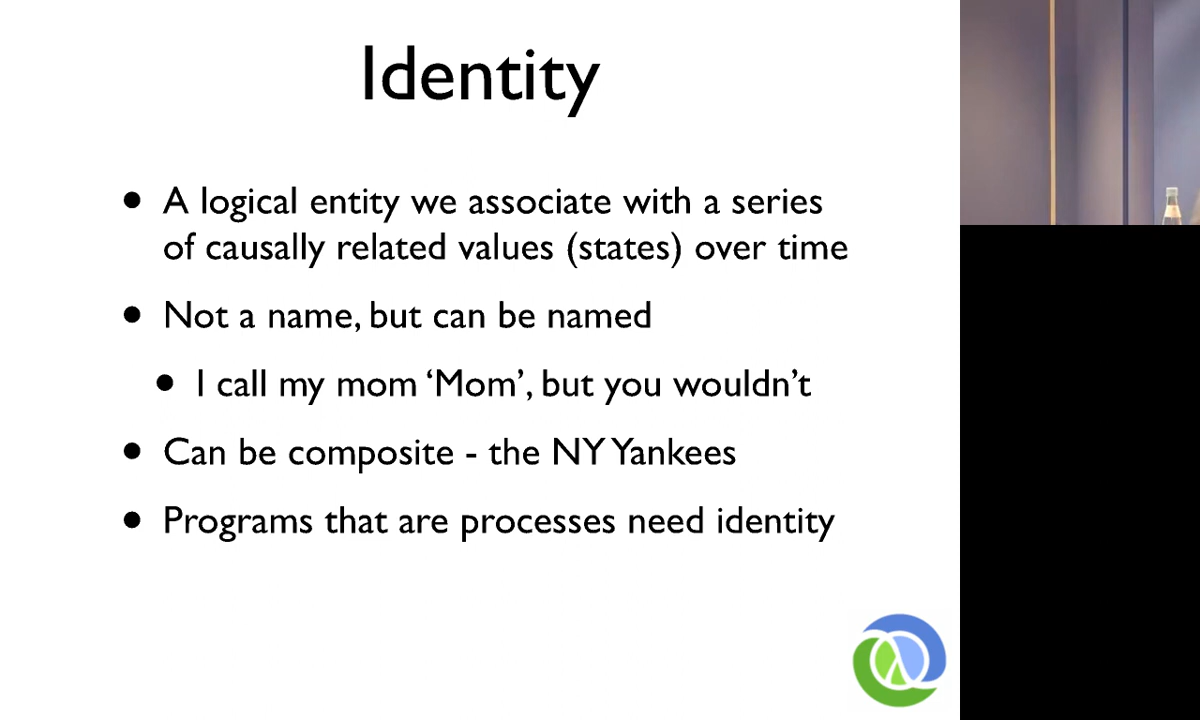 Identity
• A logical entity we associate with a series
of causally related values (states) over time
• Not a name, but can be named
• I call my mom ‘Mom’, but you wouldn’t
• Can be composite - the NY Yankees
• Programs that are processes need identity